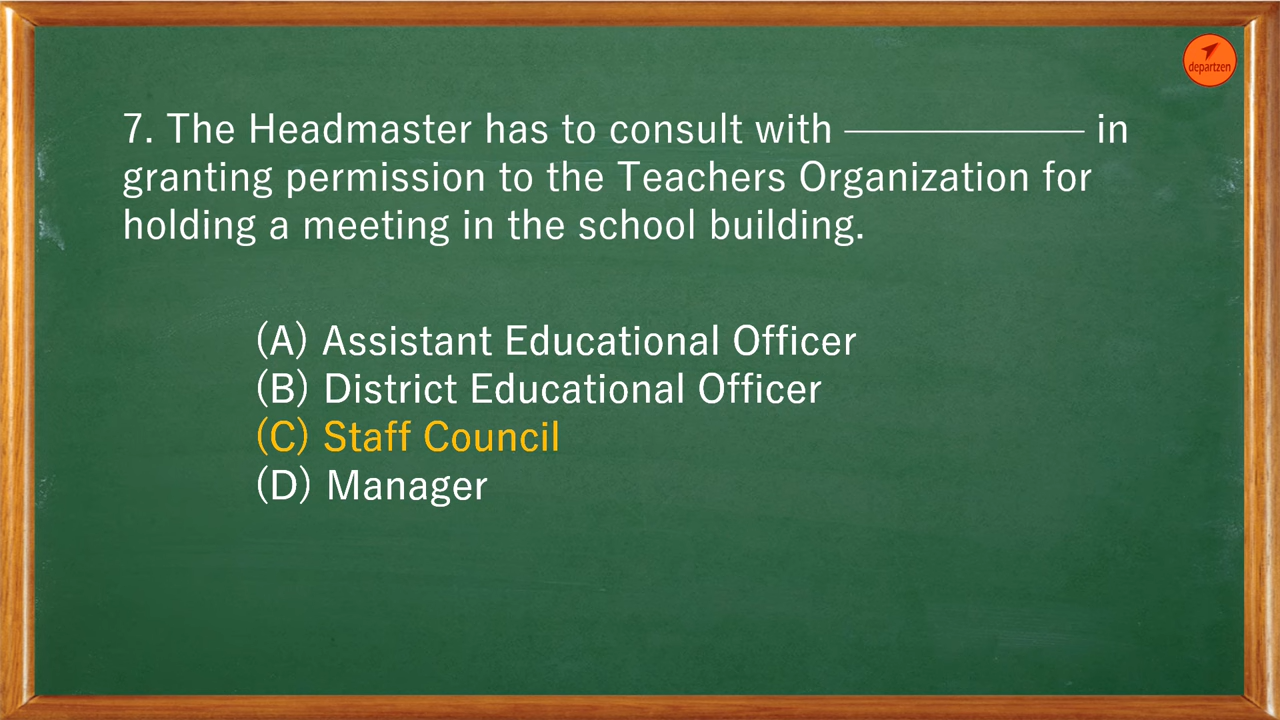 departzen
7. The Headmaster has to consult with —————— in
granting permission to the Teachers Organization for
holding a meeting in the school building.
(A) Assistant Educational Officer
(B) District Educational Officer
(C) Staff Council
(D) Manager